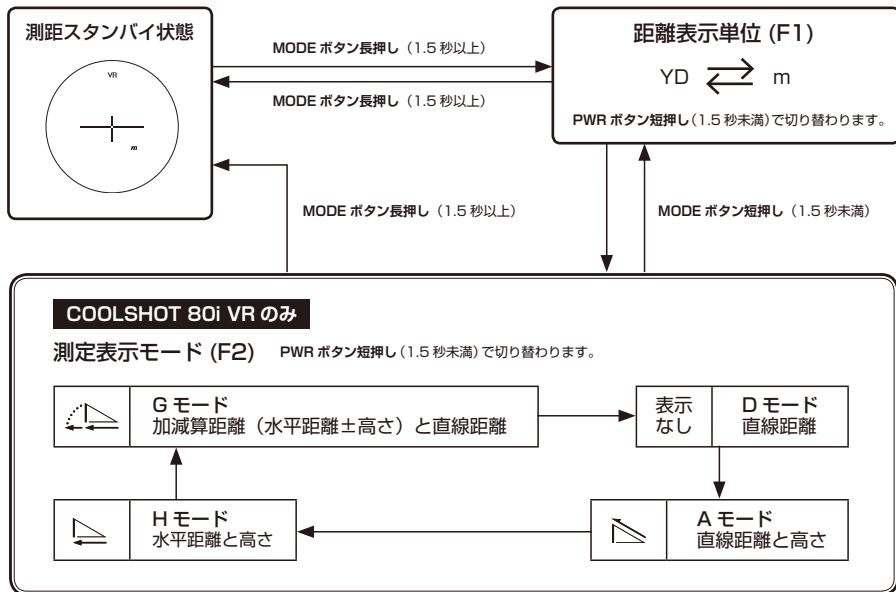 測距スタンバイ状態
VR
m
MODE ボタン長押し（1.5 秒以上）
MODE ボタン長押し（1.5 秒以上）
距離表示単位 (F1)
YD m
PWR ボタン短押し（1.5 秒未満）で切り替わります。
MODE ボタン長押し（1.5 秒以上）
MODE ボタン短押し（1.5 秒未満）
COOLSHOT 80i VR のみ
測定表示モード (F2) PWR ボタン短押し（1.5 秒未満）で切り替わります。
G モード
加減算距離（水平距離±高さ）と直線距離
表示
なし
D モード
直線距離
H モード
水平距離と高さ
A モード
直線距離と高さ